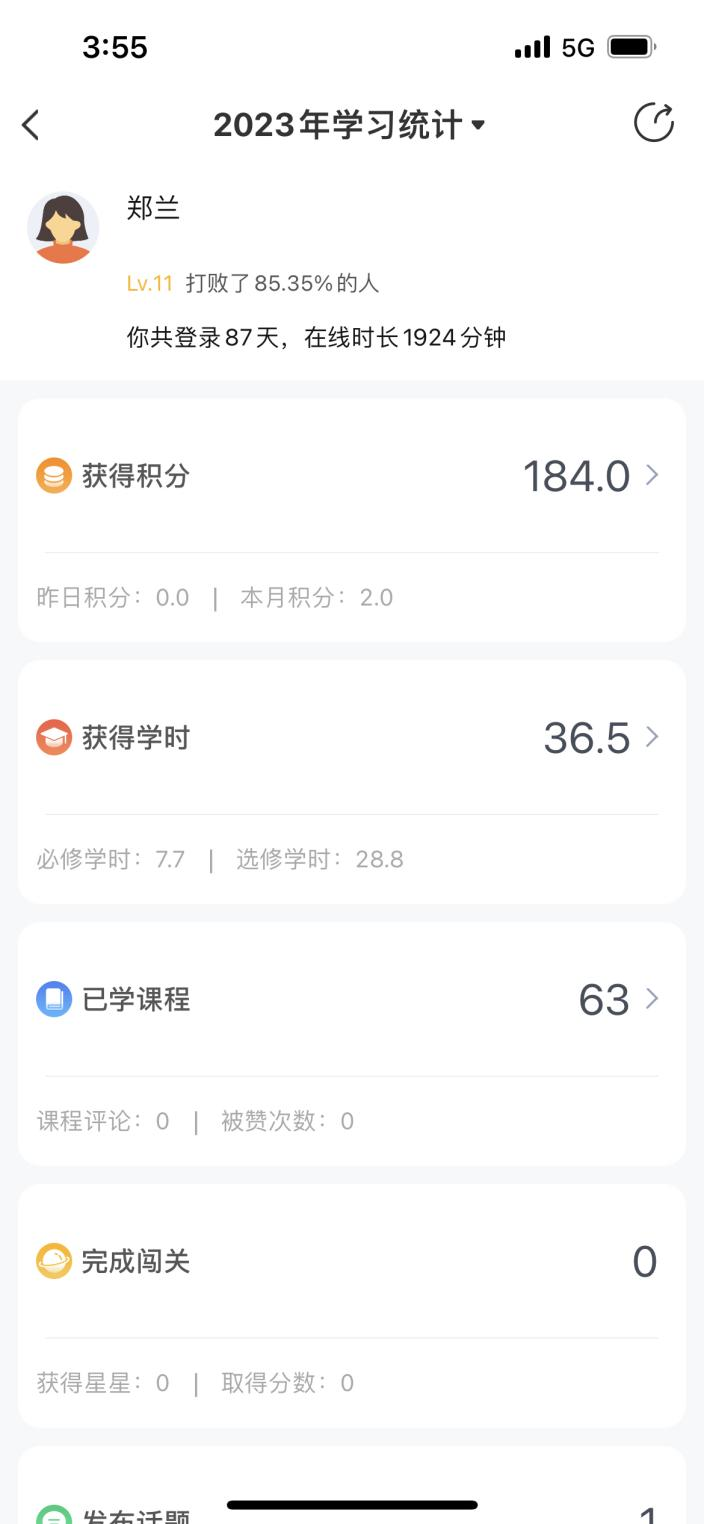 3:55 5G
2023年学习统计
郑兰
Lv.11 打败了85.35%的人
你共登录87天，在线时长1924分钟
获得积分 184.0
昨日积分：0.0 | 本月积分：2.0
获得学时 36.5
必修学时：7.7 | 选修学时：28.8
已学课程 63
课程评论：0 | 被赞次数：0
完成闯关 0
获得星星：0 | 取得分数：0
发布话题 1